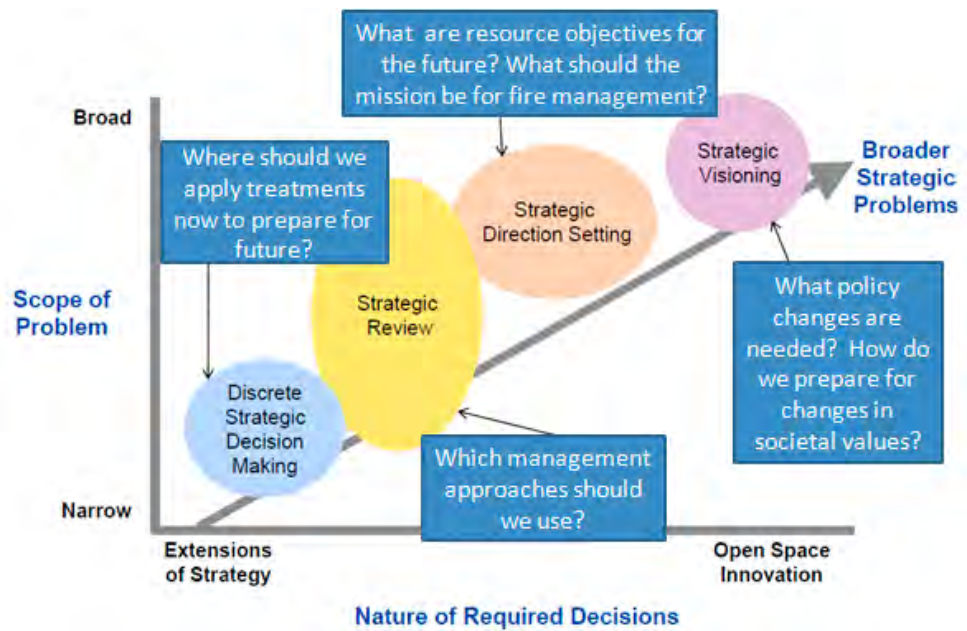 What are resource objectives for
the future? What should the
mission be for fire management?
Broad
Where should we
apply treatments
now to prepare for
future?
Strategic
Visioning
Broader
Strategic
Problems
Strategic
Direction Setting
Scope of
Problem
Strategic
Review
What policy
changes are
needed? How do
we prepare for
changes in
societal values?
Discrete
Strategic
Decision
Making
Which management
approaches should
we use?
Narrow
Extensions
of Strategy
Open Space
Innovation
Nature of Required Decisions